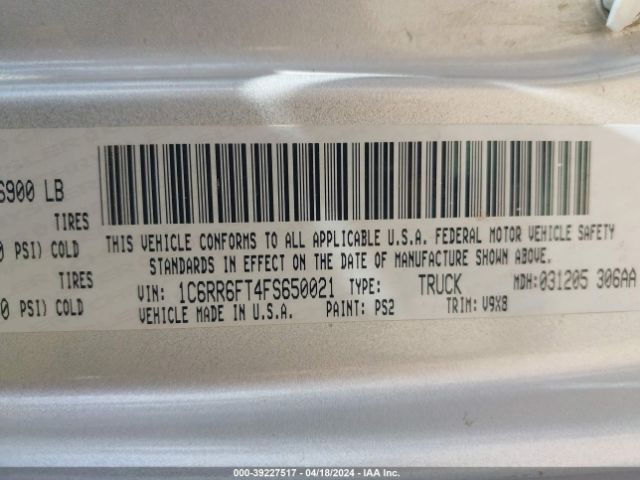 6900 LB
TIRES
0 PSI) COLD
TIRES
0 PSI) COLD
THIS VEHICLE CONFORMS TO ALL APPLICABLE U.S.A. FEDERAL MOTOR VEHICLE SAFETY
STANDARDS IN EFFECT ON THE DATE OF MANUFACTURE SHOWN ABOVE.
VIN: 1C6RR6FT4FS650021 TYPE: TRUCK MDH: 031205 306AA
VEHICLE MADE IN U.S.A. PAINT: PS2 TRIM: V9X8
000-39227517 | 04/18/2024 - IAA Inc.